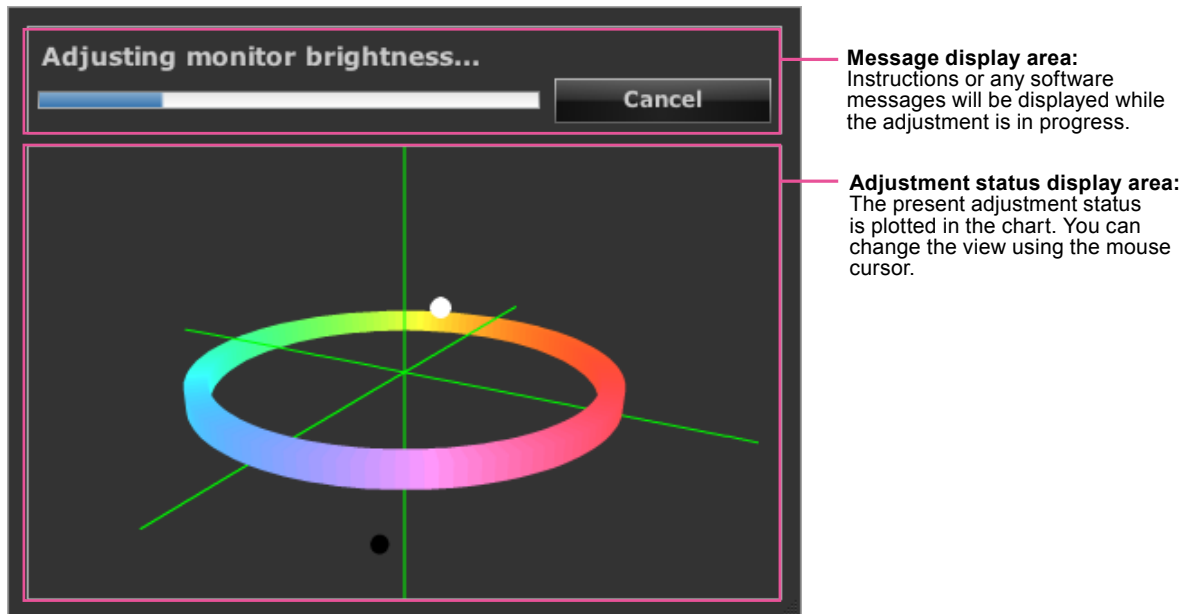 Adjusting monitor brightness...
Cancel
Message display area:
Instructions or any software
messages will be displayed while
the adjustment is in progress.
Adjustment status display area:
The present adjustment status
is plotted in the chart. You can
change the view using the mouse
cursor.